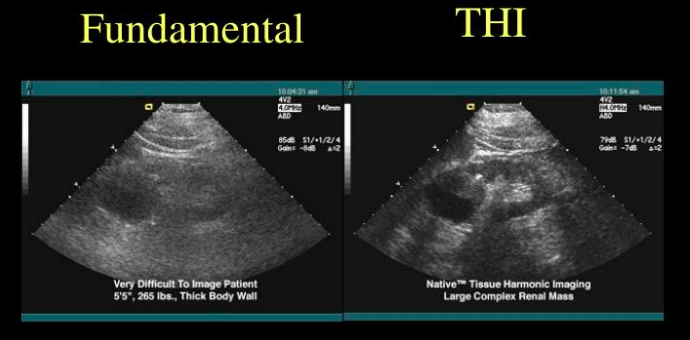 Fundamental
THI
10:04:31 am
4V2
4.0MHz 140mm
ABD
85dB S1/+1/2/4
Gain= -8dB Δ=2
Very Difficult To Image Patient
5'5", 265 lbs., Thick Body Wall
10:11:54 am
4V2
H4.0MHz 140mm
ABD
79dB S1/+1/2/4
Gain= -7dB Δ=2
Native™ Tissue Harmonic Imaging
Large Complex Renal Mass